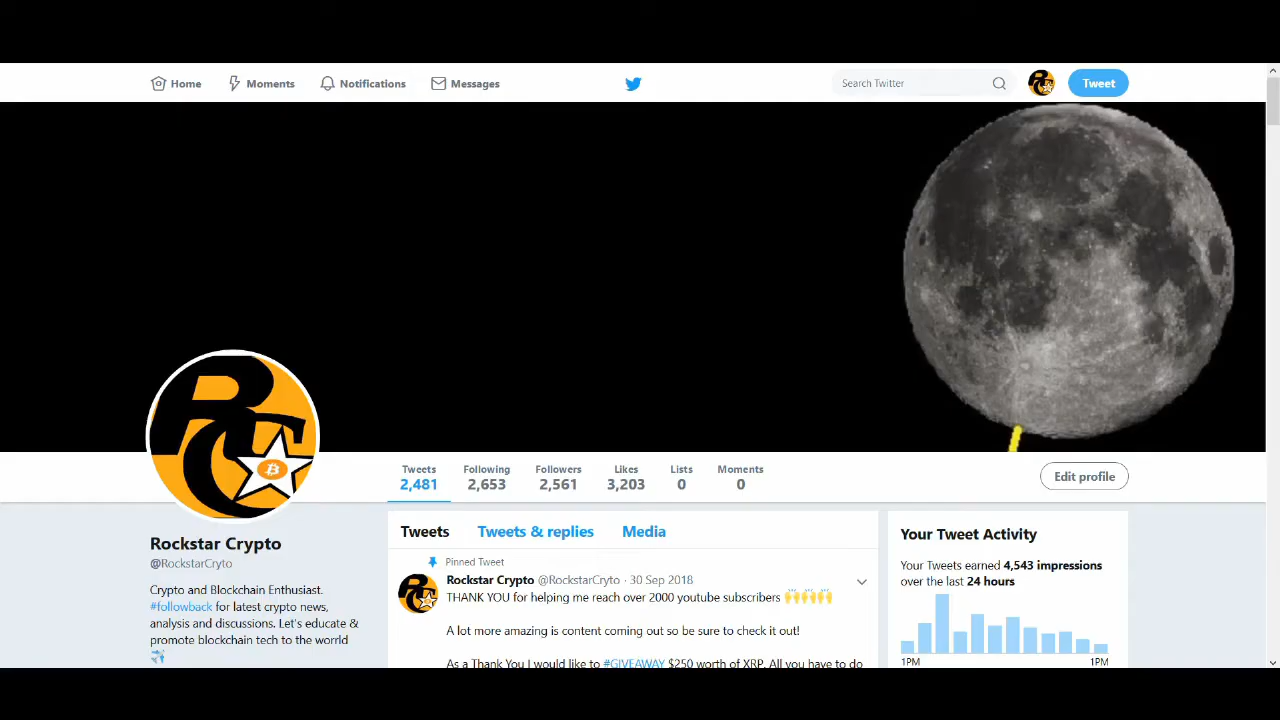 Home Moments Notifications Messages Search Twitter Tweet
Tweets Following Followers Likes Lists Moments
2,481 2,653 2,561 3,203 0 0
Edit profile
Rockstar Crypto
@RockstarCryto
Crypto and Blockchain Enthusiast.
#followback for latest crypto news,
analysis and discussions. Let's educate &
promote blockchain tech to the world
Tweets Tweets & replies Media
Pinned Tweet
Rockstar Crypto @RockstarCryto · 30 Sep 2018
THANK YOU for helping me reach over 2000 youtube subscribers 🙌🙌🙌
A lot more amazing is content coming out so be sure to check it out!
As a Thank You I would like to #GIVEAWAY $250 worth of XRP. All you have to do
Your Tweet Activity
Your Tweets earned 4,543 impressions
over the last 24 hours
1PM 1PM